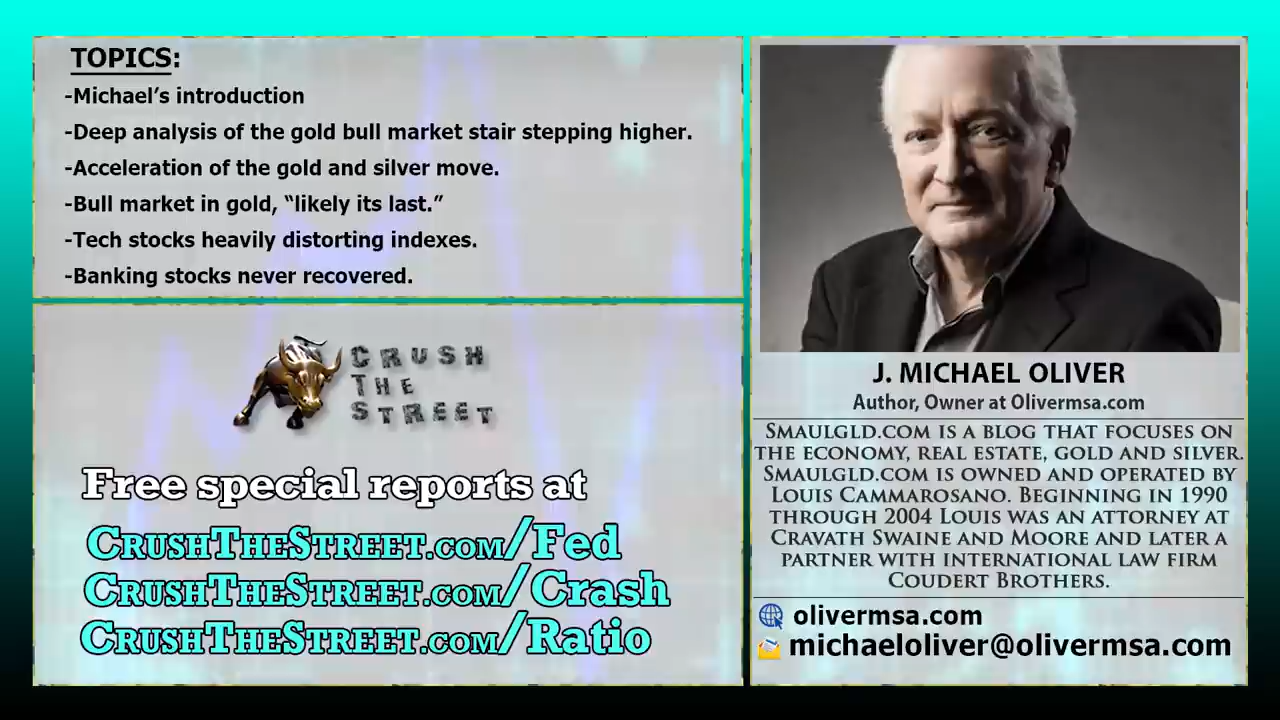 TOPICS:
-Michael’s introduction
-Deep analysis of the gold bull market stair stepping higher.
-Acceleration of the gold and silver move.
-Bull market in gold, “likely its last.”
-Tech stocks heavily distorting indexes.
-Banking stocks never recovered.
CRUSH
THE
STREET
Free special reports at
CrushTheStreet.com/Fed
CrushTheStreet.com/Crash
CrushTheStreet.com/Ratio
J. MICHAEL OLIVER
Author, Owner at Olivermsa.com
Smaulgld.com is a blog that focuses on
the economy, real estate, gold and silver.
Smaulgld.com is owned and operated by
Louis Cammarosano. Beginning in 1990
through 2004 Louis was an attorney at
Cravath Swaine and Moore and later a
partner with international law firm
Coudert Brothers.
olivermsa.com
michaeloliver@olivermsa.com